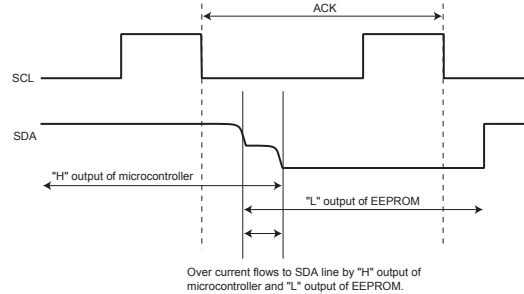 ACK
SCL
SDA
"H" output of microcontroller
"L" output of EEPROM
Over current flows to SDA line by "H" output of
microcontroller and "L" output of EEPROM.